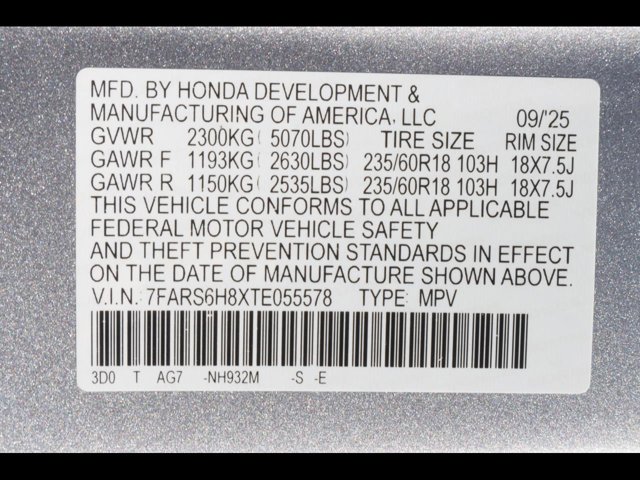 MFD. BY HONDA DEVELOPMENT &
MANUFACTURING OF AMERICA, LLC 09/'25
GVWR 2300KG( 5070LBS) TIRE SIZE RIM SIZE
GAWR F 1193KG( 2630LBS) 235/60R18 103H 18X7.5J
GAWR R 1150KG( 2535LBS) 235/60R18 103H 18X7.5J
THIS VEHICLE CONFORMS TO ALL APPLICABLE
FEDERAL MOTOR VEHICLE SAFETY
AND THEFT PREVENTION STANDARDS IN EFFECT
ON THE DATE OF MANUFACTURE SHOWN ABOVE.
V.I.N.: 7FARS6H8XTE055578 TYPE: MPV
3D0 T AG7 -NH932M -S -E